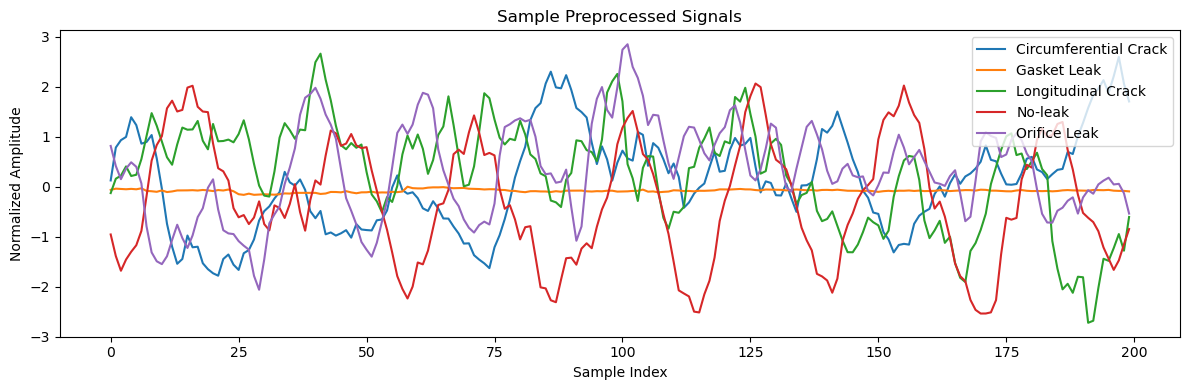 Sample Preprocessed Signals
Normalized Amplitude
3
2
1
0
−1
−2
−3
Circumferential Crack
Gasket Leak
Longitudinal Crack
No-leak
Orifice Leak
0 25 50 75 100 125 150 175 200
Sample Index